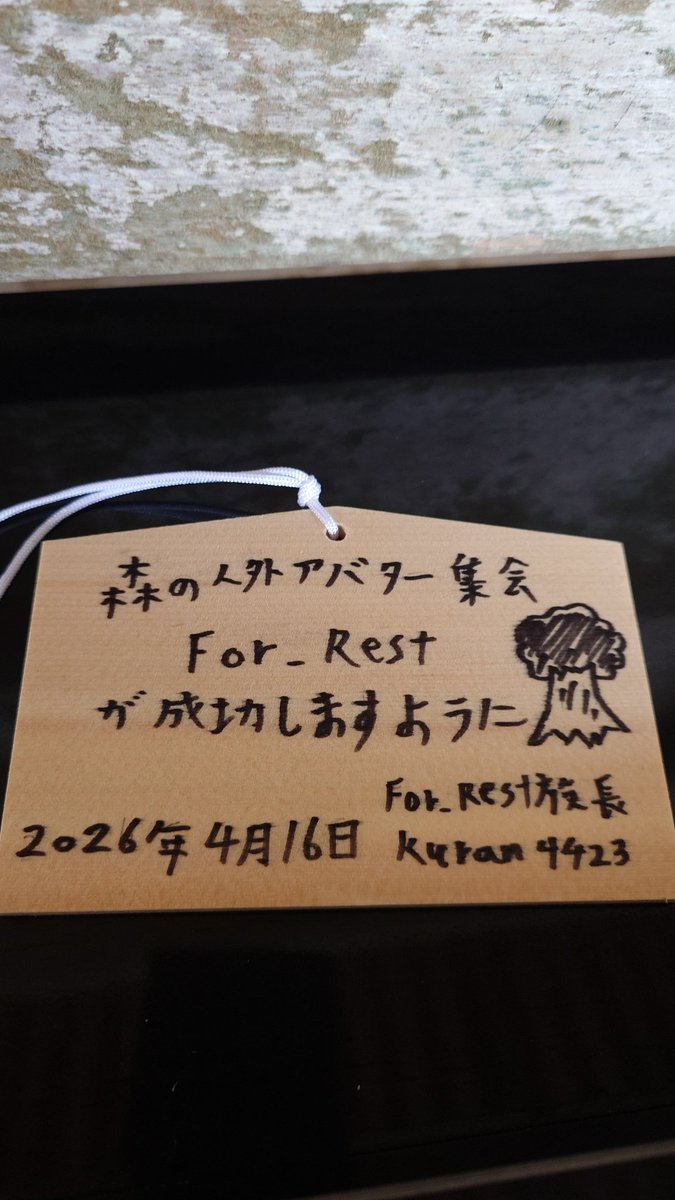 森の人外アバター集会
For_Rest
が成功しますように
For_Rest族長
2026年4月16日 kuran4423